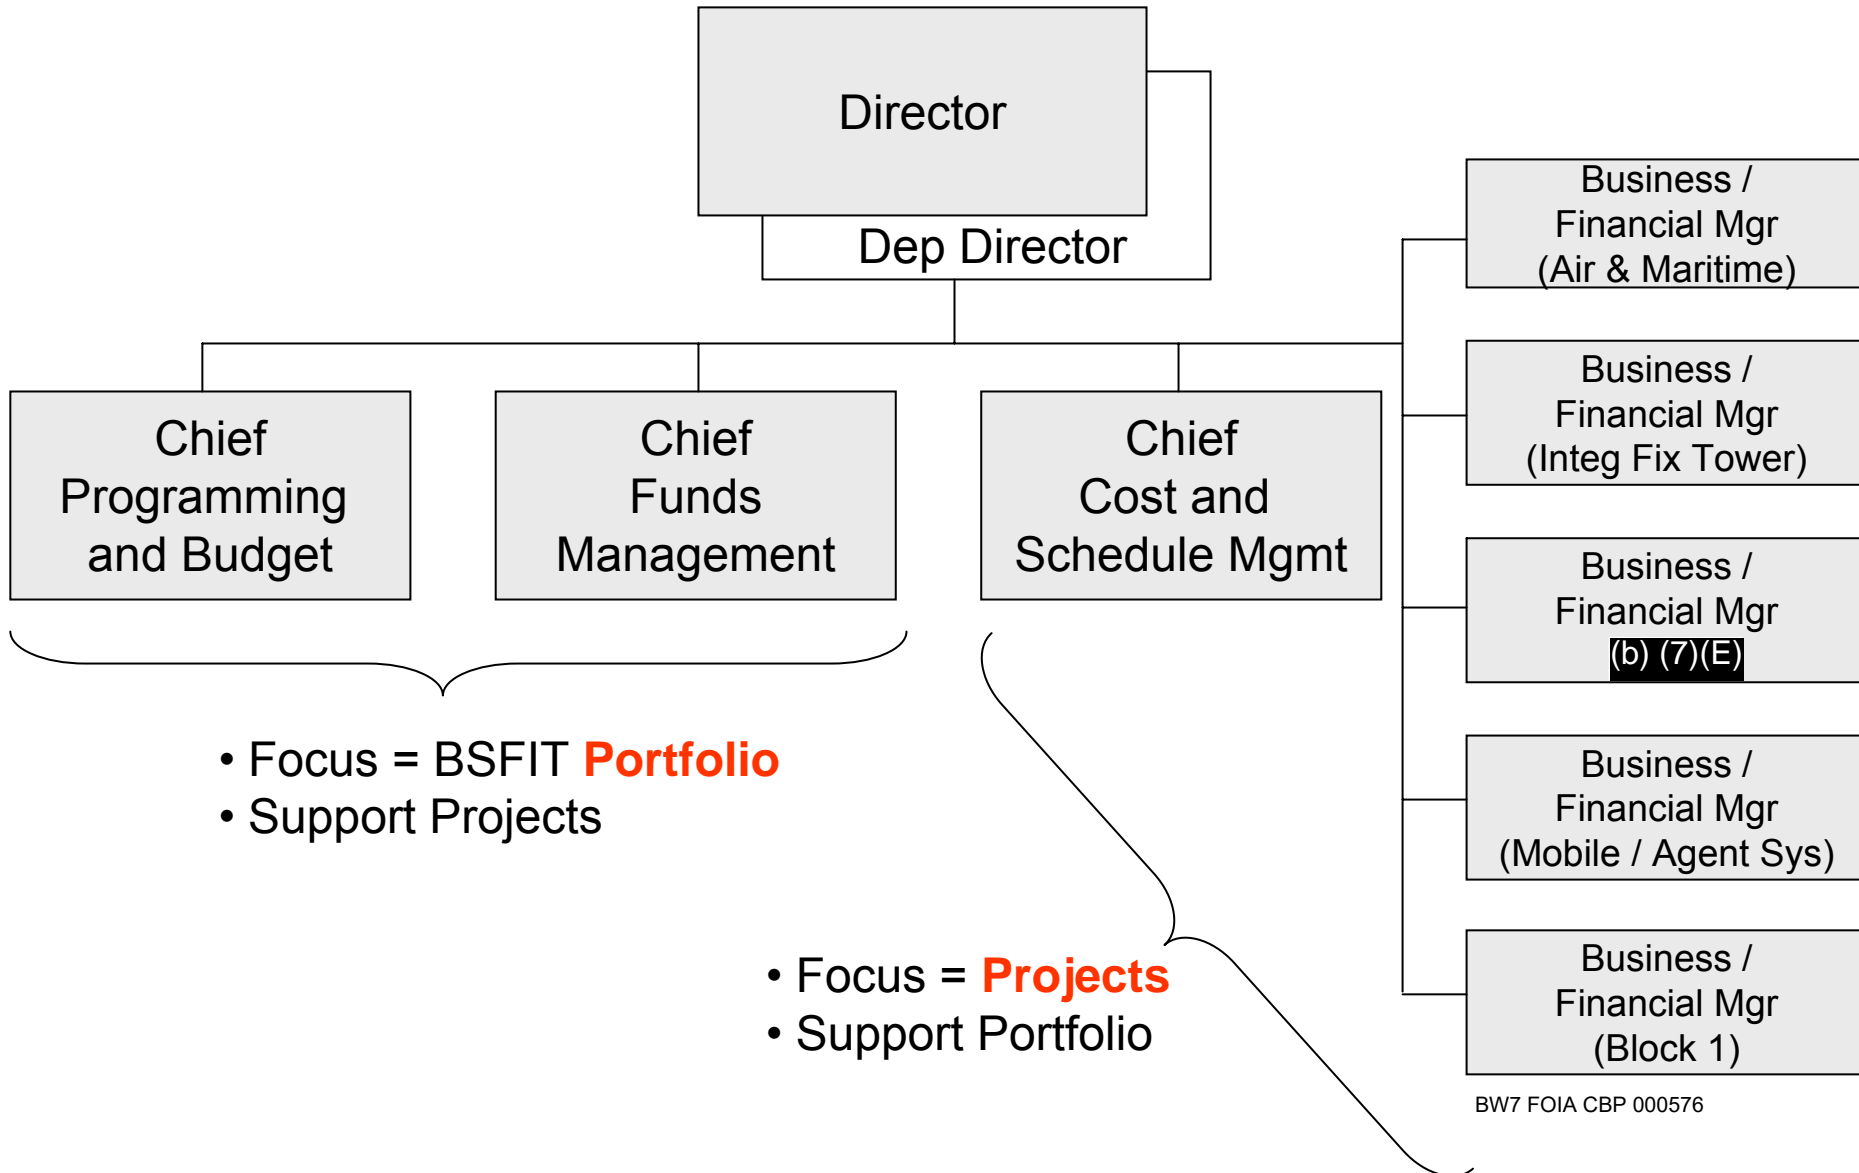 Director
Dep Director
Chief
Programming
and Budget
Chief
Funds
Management
Chief
Cost and
Schedule Mgmt
Business /
Financial Mgr
(Air & Maritime)
Business /
Financial Mgr
(Integ Fix Tower)
Business /
Financial Mgr
(b) (7)(E)
Business /
Financial Mgr
(Mobile / Agent Sys)
Business /
Financial Mgr
(Block 1)
• Focus = BSFIT Portfolio
• Support Projects
• Focus = Projects
• Support Portfolio
BW7 FOIA CBP 000576